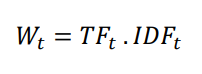 W_t = TF_t . IDF_t